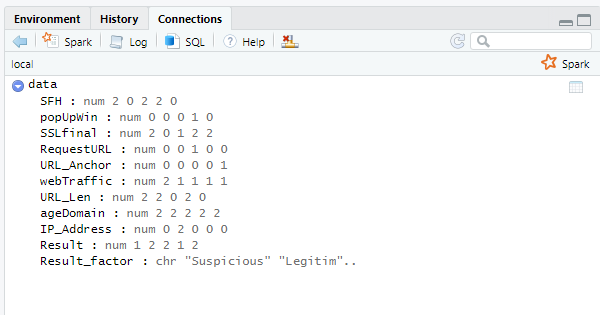 Environment History Connections
Spark Log SQL Help
local Spark
data
SFH : num 2 0 2 2 0
popUpWin : num 0 0 0 1 0
SSLfinal : num 2 0 1 2 2
RequestURL : num 0 0 1 0 0
URL_Anchor : num 0 0 0 0 1
webTraffic : num 2 1 1 1 1
URL_Len : num 2 2 0 2 0
ageDomain : num 2 2 2 2 2
IP_Address : num 0 2 0 0 0
Result : num 1 2 2 1 2
Result_factor : chr "Suspicious" "Legitim"..